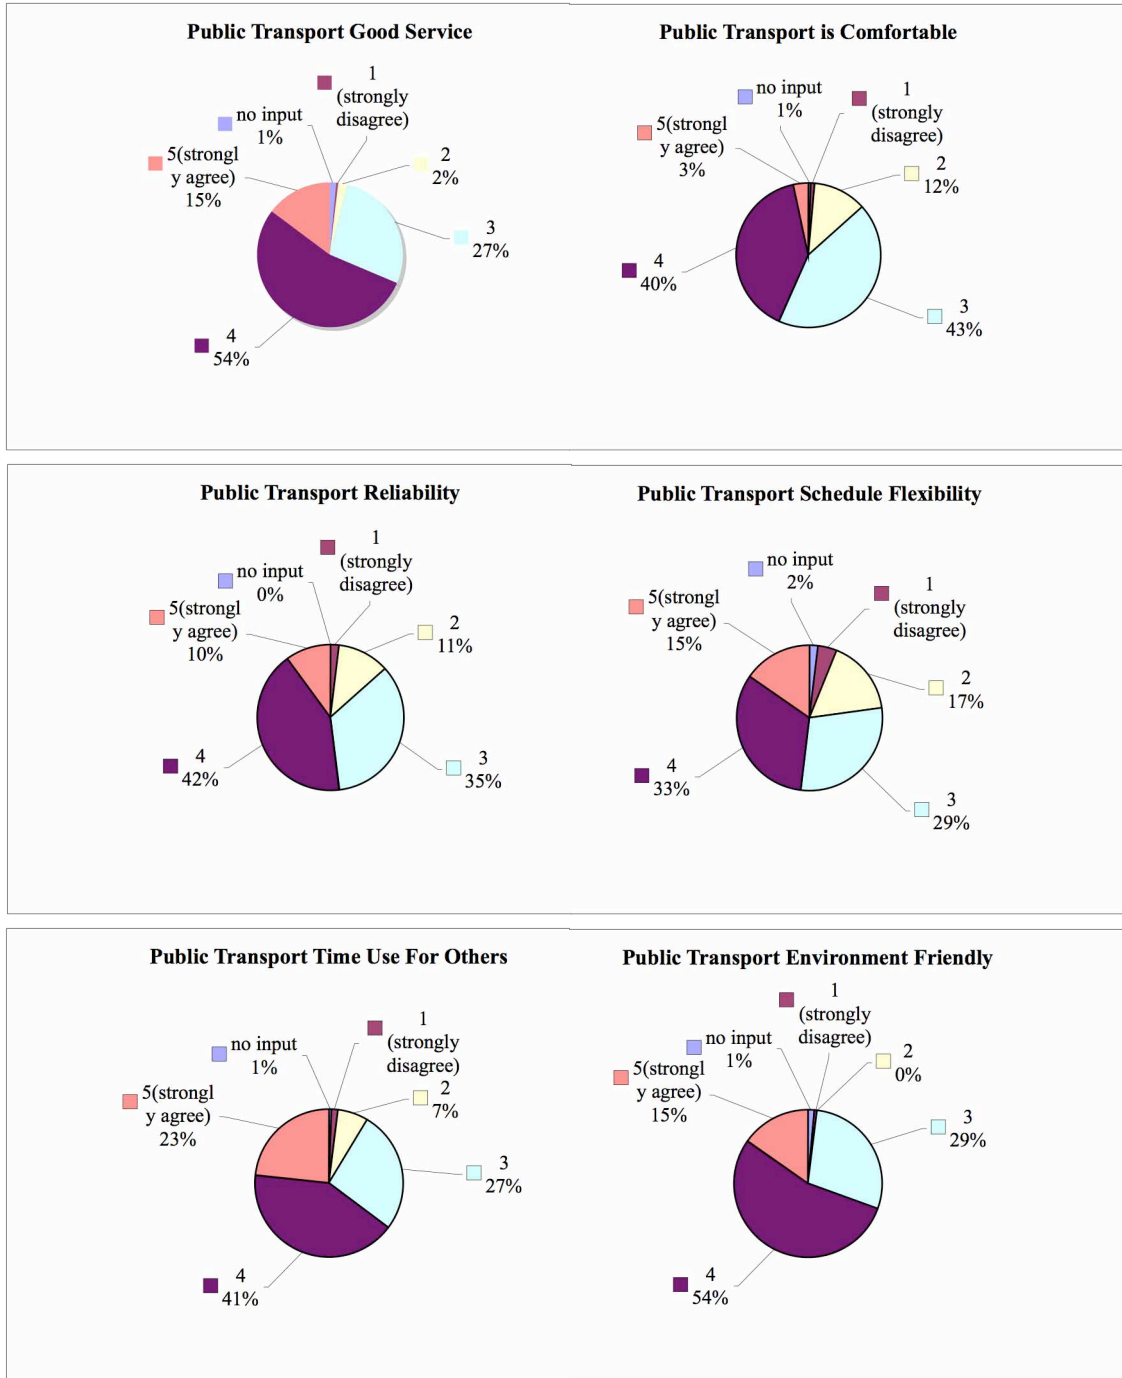 Public Transport Good Service
1
(strongly
disagree)
no input
1%
5(strongl
y agree)
15%
2
2%
3
27%
4
54%
Public Transport is Comfortable
no input
1%
1
(strongly
disagree)
5(strongl
y agree)
3%
2
12%
4
40%
3
43%
Public Transport Reliability
1
(strongly
disagree)
no input
0%
5(strongl
y agree)
10%
2
11%
4
42%
3
35%
Public Transport Schedule Flexibility
no input
2%
1
(strongly
disagree)
5(strongl
y agree)
15%
2
17%
4
33%
3
29%
Public Transport Time Use For Others
1
(strongly
disagree)
no input
1%
5(strongl
y agree)
23%
2
7%
3
27%
4
41%
Public Transport Environment Friendly
1
(strongly
disagree)
no input
1%
2
0%
5(strongl
y agree)
15%
3
29%
4
54%